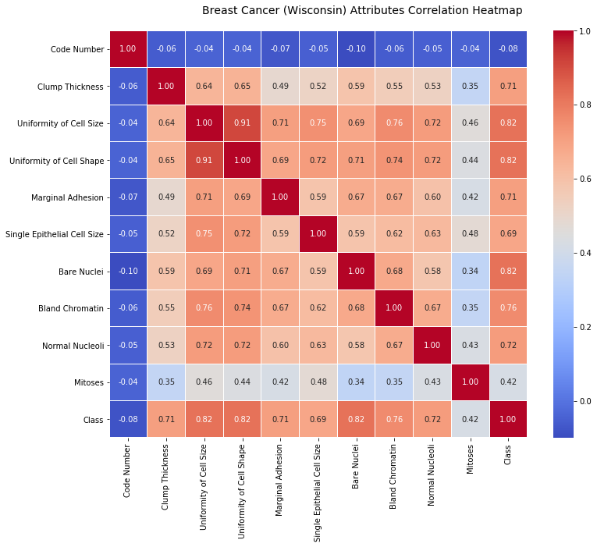 Breast Cancer (Wisconsin) Attributes Correlation Heatmap
Code Number 1.00 -0.06 -0.04 -0.04 -0.07 -0.05 -0.10 -0.06 -0.05 -0.04 -0.08
Clump Thickness -0.06 1.00 0.64 0.65 0.49 0.52 0.59 0.55 0.53 0.35 0.71
Uniformity of Cell Size -0.04 0.64 1.00 0.91 0.71 0.75 0.69 0.76 0.72 0.46 0.82
Uniformity of Cell Shape -0.04 0.65 0.91 1.00 0.69 0.72 0.71 0.74 0.72 0.44 0.82
Marginal Adhesion -0.07 0.49 0.71 0.69 1.00 0.59 0.67 0.67 0.60 0.42 0.71
Single Epithelial Cell Size -0.05 0.52 0.75 0.72 0.59 1.00 0.59 0.62 0.63 0.48 0.69
Bare Nuclei -0.10 0.59 0.69 0.71 0.67 0.59 1.00 0.68 0.58 0.34 0.82
Bland Chromatin -0.06 0.55 0.76 0.74 0.67 0.62 0.68 1.00 0.67 0.35 0.76
Normal Nucleoli -0.05 0.53 0.72 0.72 0.60 0.63 0.58 0.67 1.00 0.43 0.72
Mitoses -0.04 0.35 0.46 0.44 0.42 0.48 0.34 0.35 0.43 1.00 0.42
Class -0.08 0.71 0.82 0.82 0.71 0.69 0.82 0.76 0.72 0.42 1.00
Code Number
Clump Thickness
Uniformity of Cell Size
Uniformity of Cell Shape
Marginal Adhesion
Single Epithelial Cell Size
Bare Nuclei
Bland Chromatin
Normal Nucleoli
Mitoses
Class
1.0
0.8
0.6
0.4
0.2
0.0